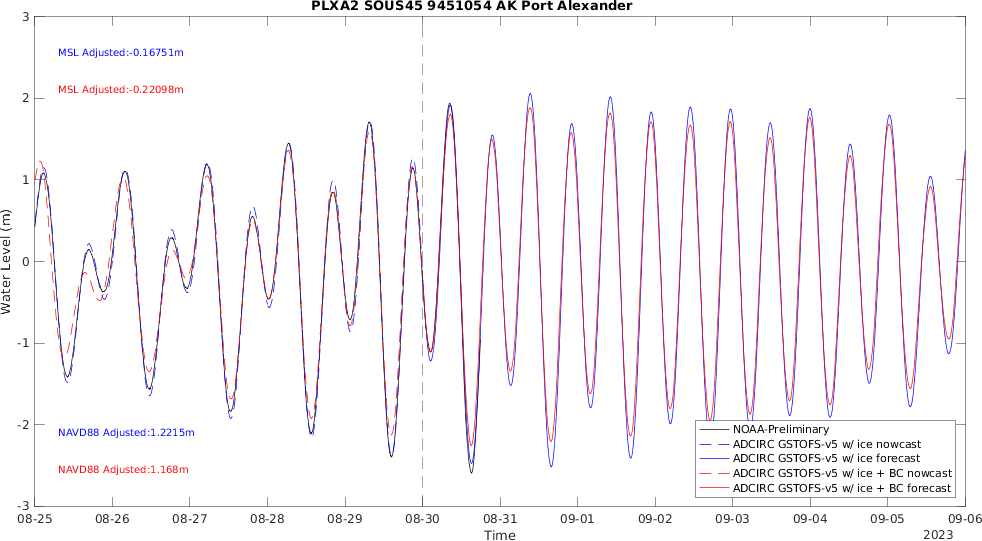 PLXA2 SOUS45 9451054 AK Port Alexander
3
MSL Adjusted:-0.16751m
MSL Adjusted:-0.22098m
2
1
0
-1
-2
-3
Water Level (m)
NAVD88 Adjusted:1.2215m
NAVD88 Adjusted:1.168m
NOAA-Preliminary
ADCIRC GSTOFS-v5 w/ ice nowcast
ADCIRC GSTOFS-v5 w/ ice forecast
ADCIRC GSTOFS-v5 w/ ice + BC nowcast
ADCIRC GSTOFS-v5 w/ ice + BC forecast
08-25 08-26 08-27 08-28 08-29 08-30 08-31 09-01 09-02 09-03 09-04 09-05 09-06
Time
2023